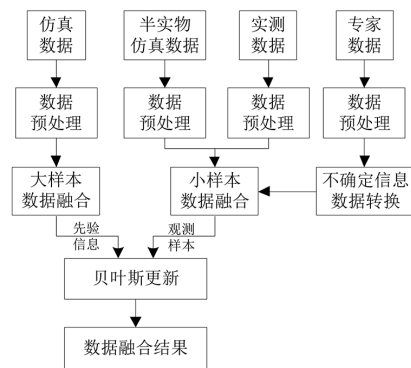 仿真
数据
半实物
仿真数据
实测
数据
专家
数据
数据
预处理
数据
预处理
数据
预处理
数据
预处理
大样本
数据融合
小样本
数据融合
不确定信息
数据转换
先验
信息
观测
样本
贝叶斯更新
数据融合结果